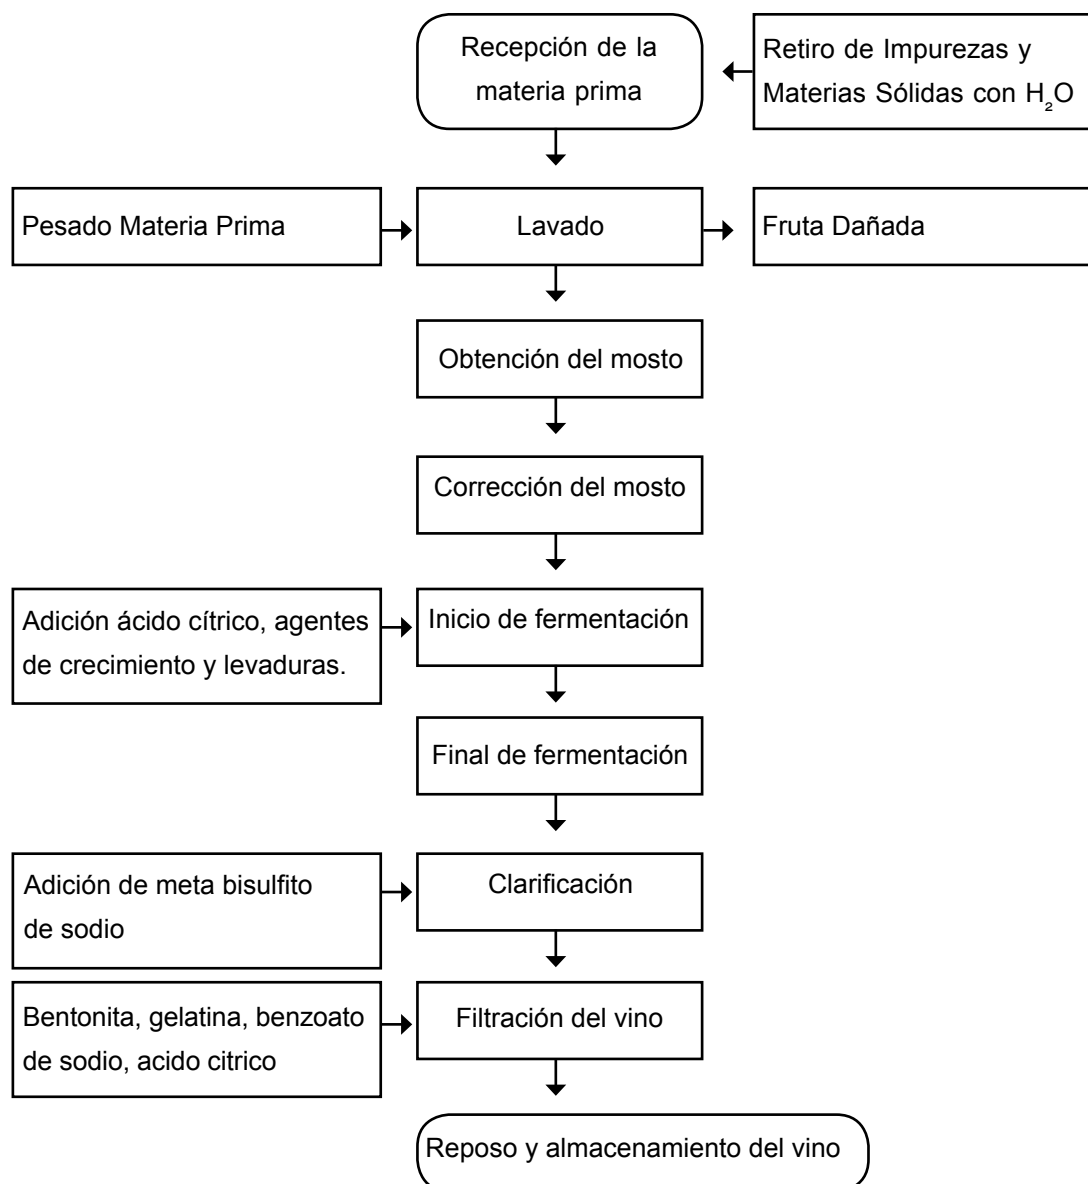 Recepción de la
materia prima
Retiro de Impurezas y
Materias Sólidas con H₂O
Pesado Materia Prima
Lavado
Fruta Dañada
Obtención del mosto
Corrección del mosto
Adición ácido cítrico, agentes
de crecimiento y levaduras.
Inicio de fermentación
Final de fermentación
Adición de meta bisulfito
de sodio
Clarificación
Bentonita, gelatina, benzoato
de sodio, acido citrico
Filtración del vino
Reposo y almacenamiento del vino